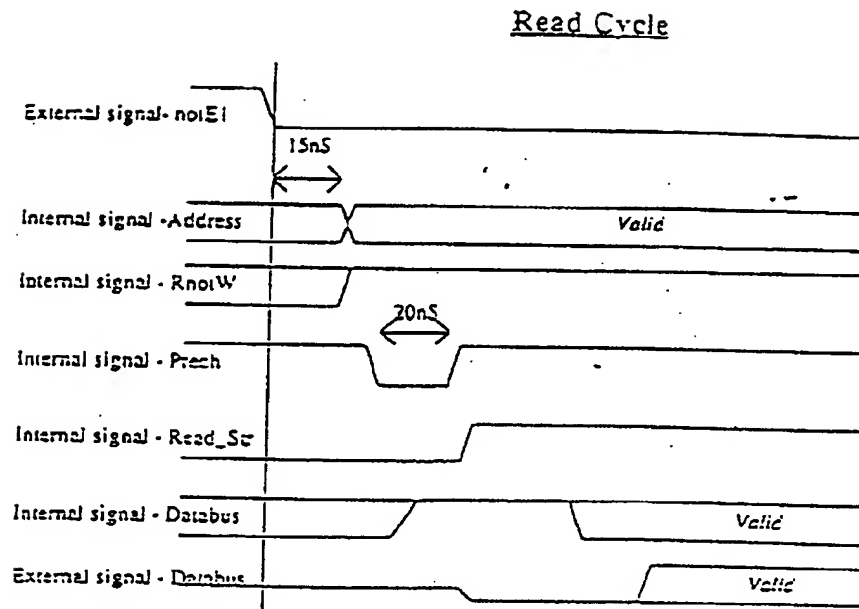 Read Cycle
External signal- notE1
15nS
Internal signal -Address
Valid
Internal signal - RnotW
20nS
Internal signal - Prech
Internal signal - Read_Str
Internal signal - Databus
Valid
External signal - Databus
Valid